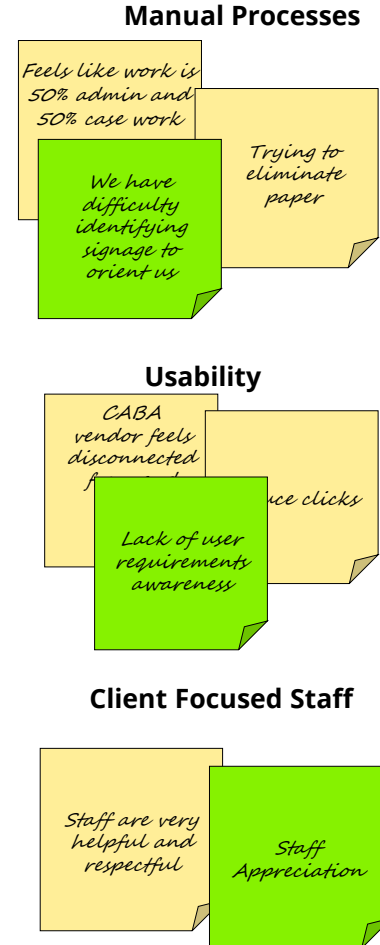 Manual Processes
Feels like work is
50% admin and
50% case work
Trying to
eliminate
paper
We have
difficulty
identifying
signage to
orient us
Usability
CABA
vendor feels
disconnected
clicks
Lack of user
requirements
awareness
Client Focused Staff
Staff are very
helpful and
respectful
Staff
Appreciation